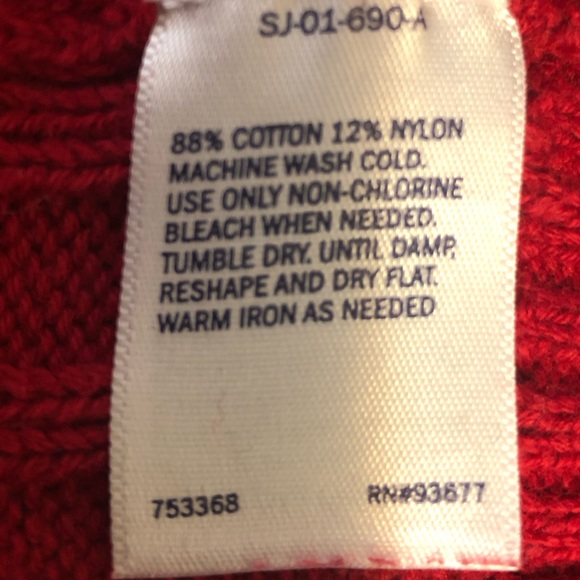 SJ-01-690-A
88% COTTON 12% NYLON
MACHINE WASH COLD.
USE ONLY NON-CHLORINE
BLEACH WHEN NEEDED.
TUMBLE DRY. UNTIL DAMP,
RESHAPE AND DRY FLAT.
WARM IRON AS NEEDED
753368 RN#93677